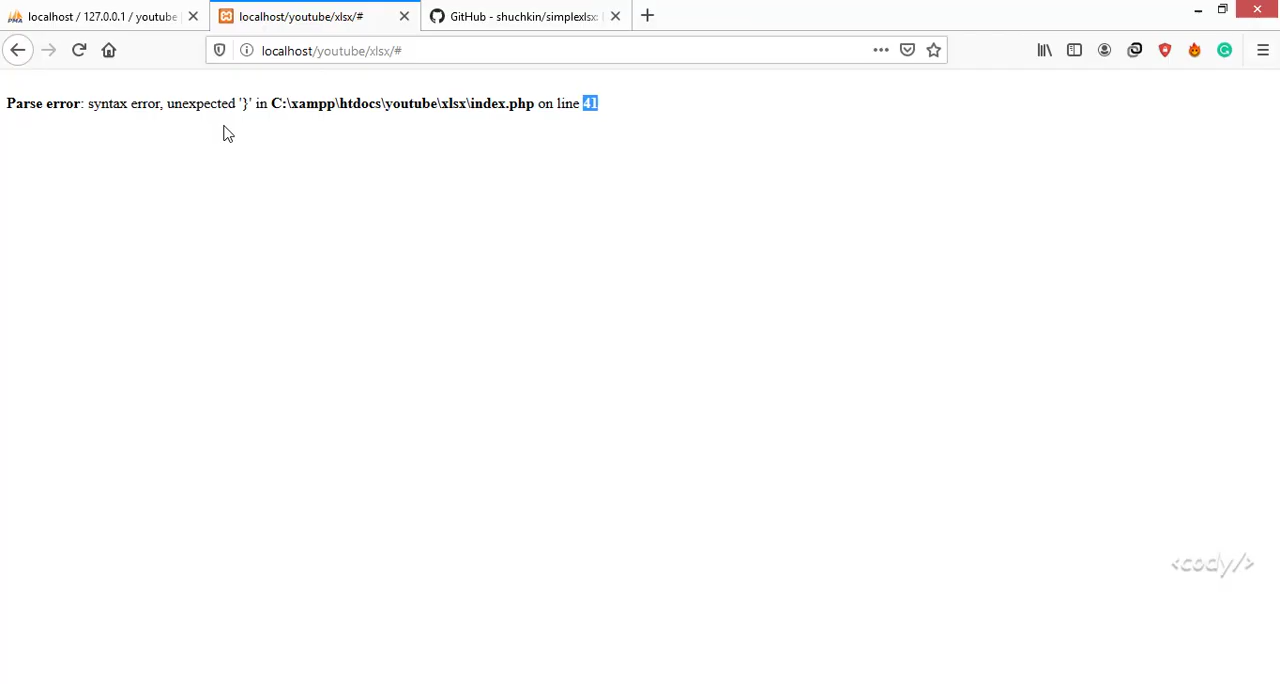 localhost / 127.0.0.1 / youtube
localhost/youtube/xlsx/#
GitHub - shuchkin/simplexlsx:
localhost/youtube/xlsx/#
Parse error: syntax error, unexpected '}' in C:\xampp\htdocs\youtube\xlsx\index.php on line 41
<cody/>